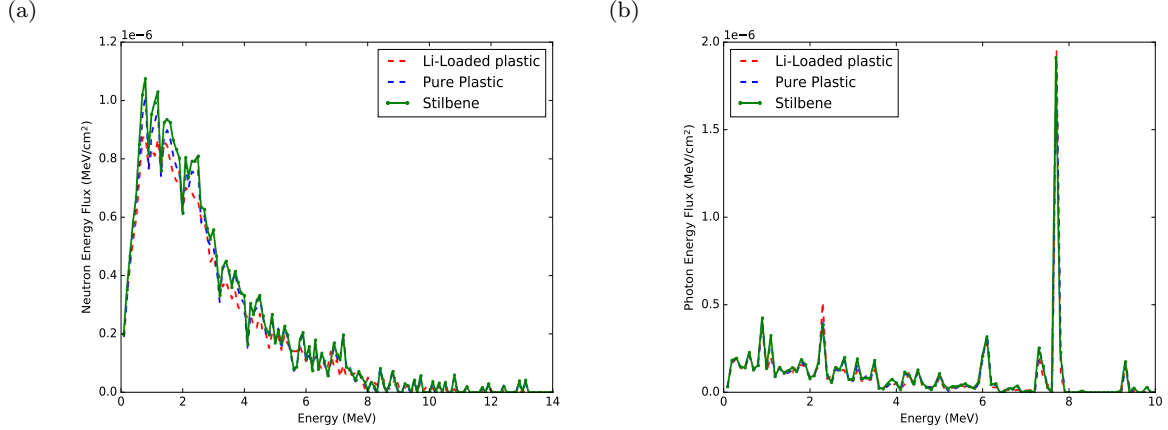 (a)
1e−6
Neutron Energy Flux (MeV/cm²)
1.2
1.0
0.8
0.6
0.4
0.2
0.0
Li-Loaded plastic
Pure Plastic
Stilbene
0 2 4 6 8 10 12 14
Energy (MeV)
(b)
1e−6
Photon Energy Flux (MeV/cm²)
2.0
1.5
1.0
0.5
0.0
Li-Loaded plastic
Pure Plastic
Stilbene
0 2 4 6 8 10
Energy (MeV)